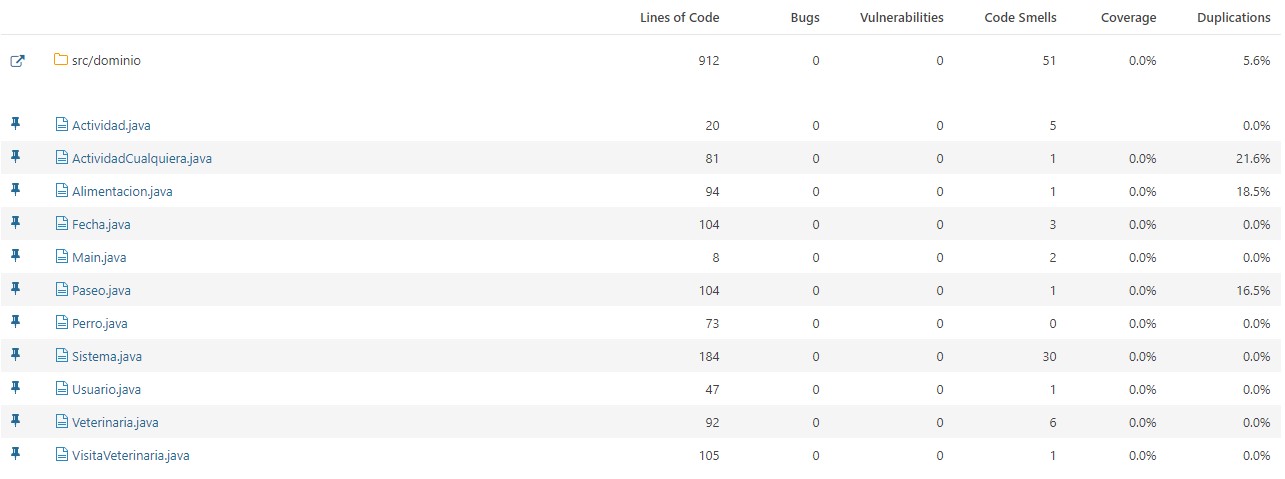 Lines of Code Bugs Vulnerabilities Code Smells Coverage Duplications
src/dominio 912 0 0 51 0.0% 5.6%
Actividad.java 20 0 0 5 0.0%
ActividadCualquiera.java 81 0 0 1 0.0% 21.6%
Alimentacion.java 94 0 0 1 0.0% 18.5%
Fecha.java 104 0 0 3 0.0% 0.0%
Main.java 8 0 0 2 0.0% 0.0%
Paseo.java 104 0 0 1 0.0% 16.5%
Perro.java 73 0 0 0 0.0% 0.0%
Sistema.java 184 0 0 30 0.0% 0.0%
Usuario.java 47 0 0 1 0.0% 0.0%
Veterinaria.java 92 0 0 6 0.0% 0.0%
VisitaVeterinaria.java 105 0 0 1 0.0% 0.0%